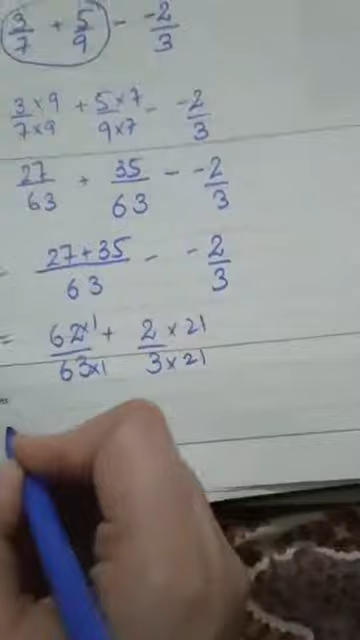 3/7 + 5/9 - -2/3
3×9/7×9 + 5×7/9×7 - -2/3
27/63 + 35/63 - -2/3
= 27+35/63 - -2/3
= 62×1/63×1 + 2×21/3×21